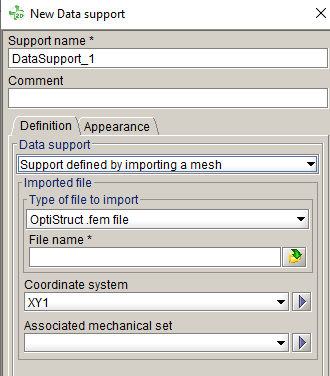 New Data support
Support name *
DataSupport_1
Comment
Definition Appearance
Data support
Support defined by importing a mesh
Imported file
Type of file to import
OptiStruct .fem file
File name *
Coordinate system
XY1
Associated mechanical set